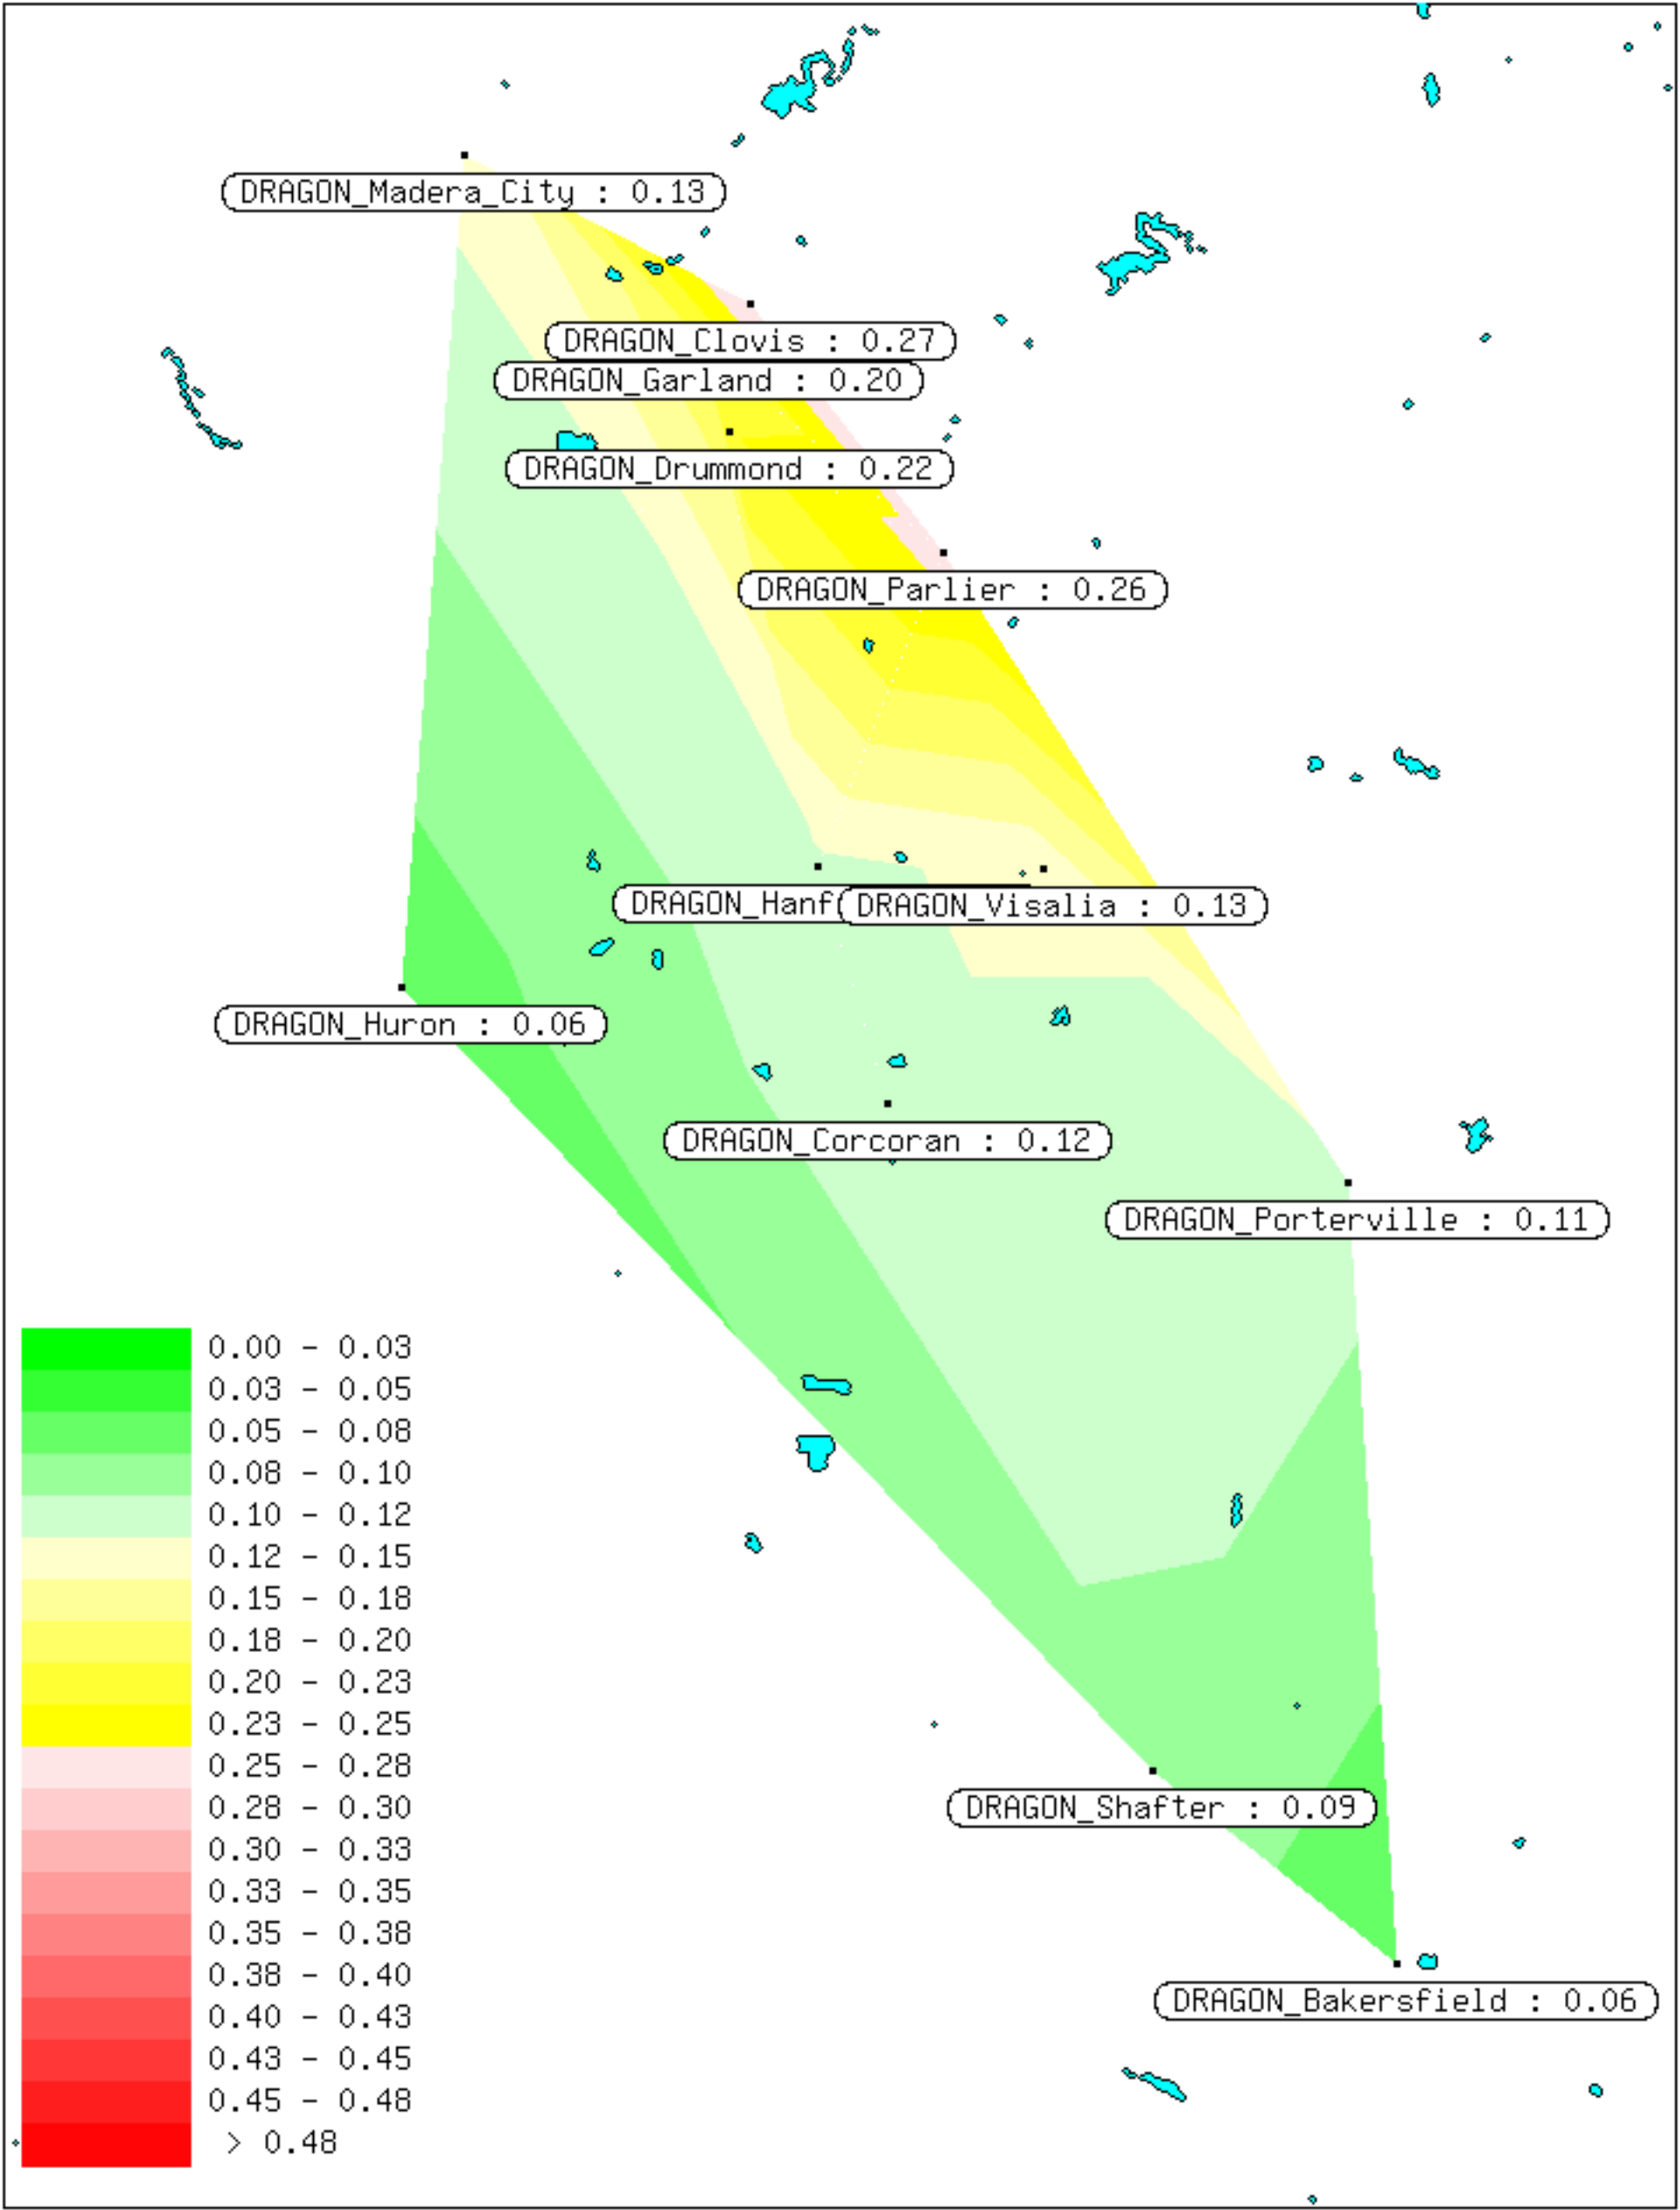 DRAGON_Madera_City : 0.13
DRAGON_Clovis : 0.27
DRAGON_Garland : 0.20
DRAGON_Drummond : 0.22
DRAGON_Parlier : 0.26
DRAGON_Hanf
DRAGON_Visalia : 0.13
DRAGON_Huron : 0.06
DRAGON_Corcoran : 0.12
DRAGON_Porterville : 0.11
DRAGON_Shafter : 0.09
DRAGON_Bakersfield : 0.06
0.00 - 0.03
0.03 - 0.05
0.05 - 0.08
0.08 - 0.10
0.10 - 0.12
0.12 - 0.15
0.15 - 0.18
0.18 - 0.20
0.20 - 0.23
0.23 - 0.25
0.25 - 0.28
0.28 - 0.30
0.30 - 0.33
0.33 - 0.35
0.35 - 0.38
0.38 - 0.40
0.40 - 0.43
0.43 - 0.45
0.45 - 0.48
> 0.48